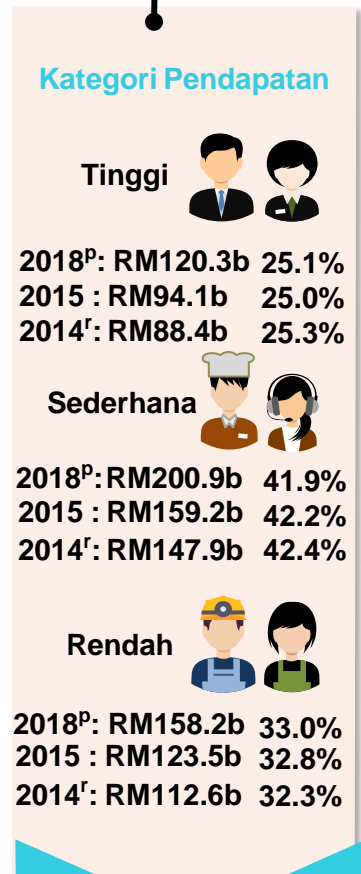 Kategori Pendapatan
Tinggi
2018ᵖ: RM120.3b 25.1%
2015 : RM94.1b 25.0%
2014ʳ: RM88.4b 25.3%
Sederhana
2018ᵖ: RM200.9b 41.9%
2015 : RM159.2b 42.2%
2014ʳ: RM147.9b 42.4%
Rendah
2018ᵖ: RM158.2b 33.0%
2015 : RM123.5b 32.8%
2014ʳ: RM112.6b 32.3%